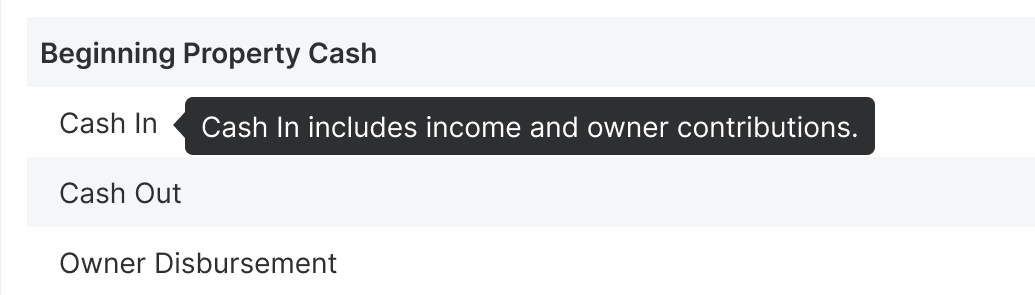 Beginning Property Cash
Cash In
Cash In includes income and owner contributions.
Cash Out
Owner Disbursement